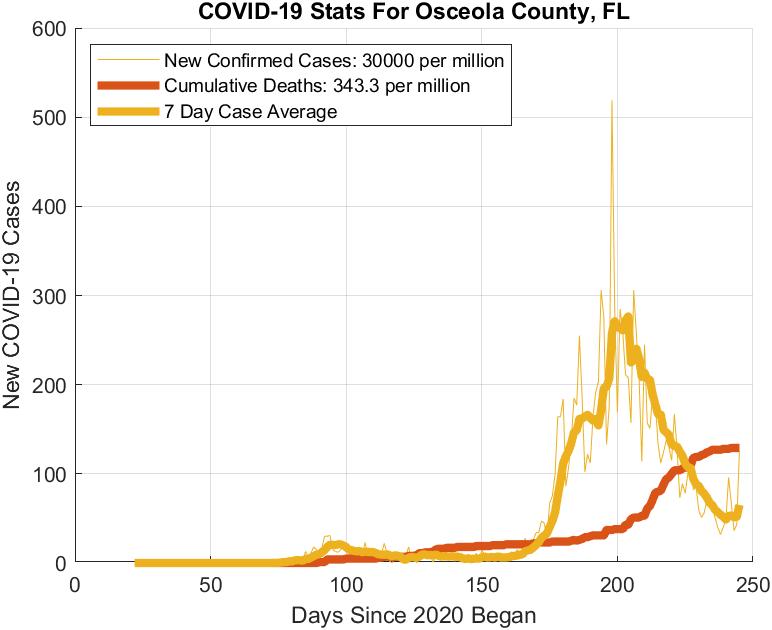 COVID-19 Stats For Osceola County, FL
600
500
400
300
200
100
0
New COVID-19 Cases
New Confirmed Cases: 30000 per million
Cumulative Deaths: 343.3 per million
7 Day Case Average
0 50 100 150 200 250
Days Since 2020 Began